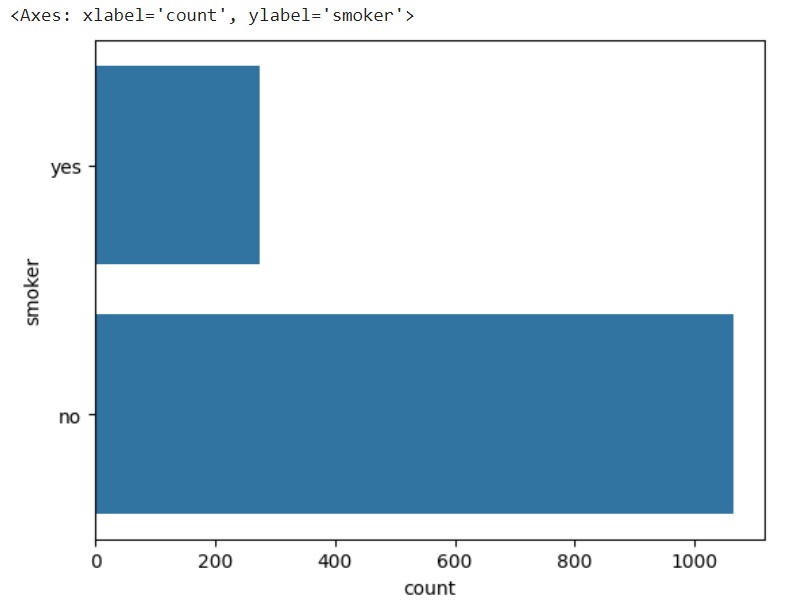 <Axes: xlabel='count', ylabel='smoker'>
yes
smoker
no
0 200 400 600 800 1000
count